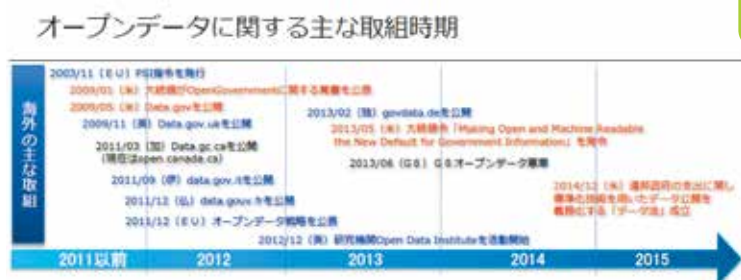 オープンデータに関する主な取組時期
海外の主な取組
2003/11（EU）PSI指令を発行
2009/01（米）大統領がOpenGovernmentに関する覚書を公表
2009/05（米）Data.govを公開
2009/11（英）Data.gov.ukを公開
2011/03（加）Data.gc.caを公開
（現在はopen.canada.ca）
2011/09（伊）data.gov.itを公開
2011/12（仏）data.gouv.frを公開
2011/12（EU）オープンデータ戦略を公表
2012/12（英）研究機関Open Data Instituteを活動開始
2013/02（独）govdata.deを公開
2013/05（米）大統領令「Making Open and Machine Readable
the New Default for Government Information」を発令
2013/06（G8）G8オープンデータ憲章
2014/12（米）連邦政府の支出に関し
標準化技術を用いたデータ公開を
義務化する「データ法」成立
2011以前
2012
2013
2014
2015